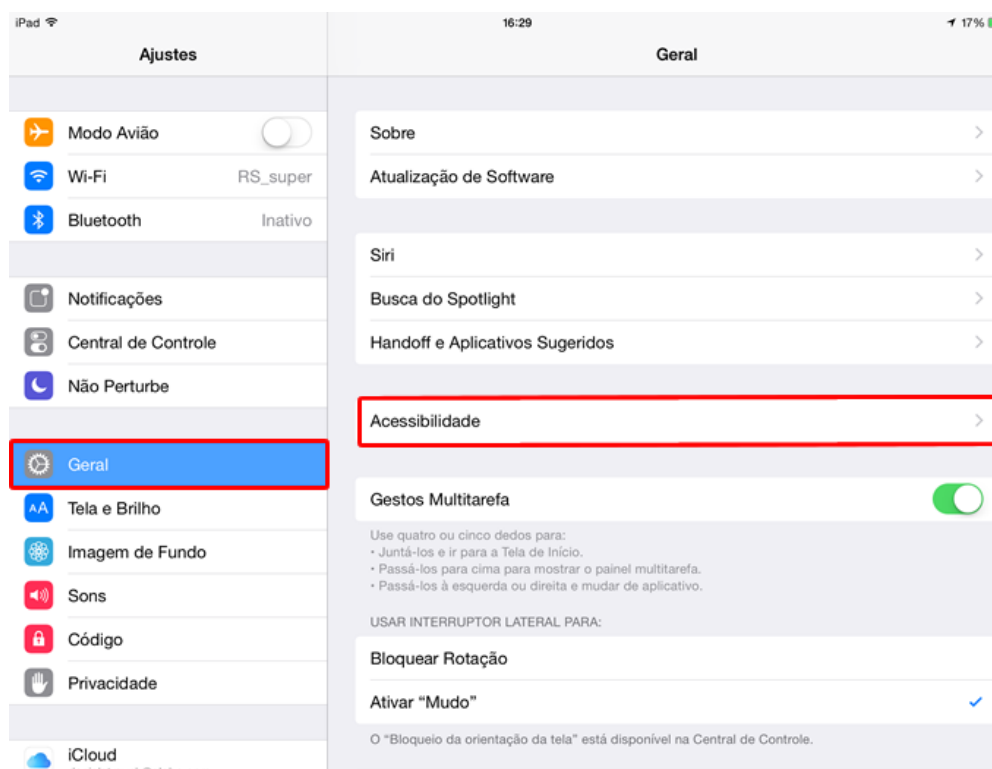 iPad 16:29 17%
Ajustes
Modo Avião
Wi-Fi RS_super
Bluetooth Inativo
Notificações
Central de Controle
Não Perturbe
Geral
AA Tela e Brilho
Imagem de Fundo
Sons
Código
Privacidade
iCloud
Geral
Sobre
Atualização de Software
Siri
Busca do Spotlight
Handoff e Aplicativos Sugeridos
Acessibilidade
Gestos Multitarefa
Use quatro ou cinco dedos para:
• Juntá-los e ir para a Tela de Início.
• Passá-los para cima para mostrar o painel multitarefa.
• Passá-los à esquerda ou direita e mudar de aplicativo.
USAR INTERRUPTOR LATERAL PARA:
Bloquear Rotação
Ativar “Mudo”
O “Bloqueio da orientação da tela” está disponível na Central de Controle.